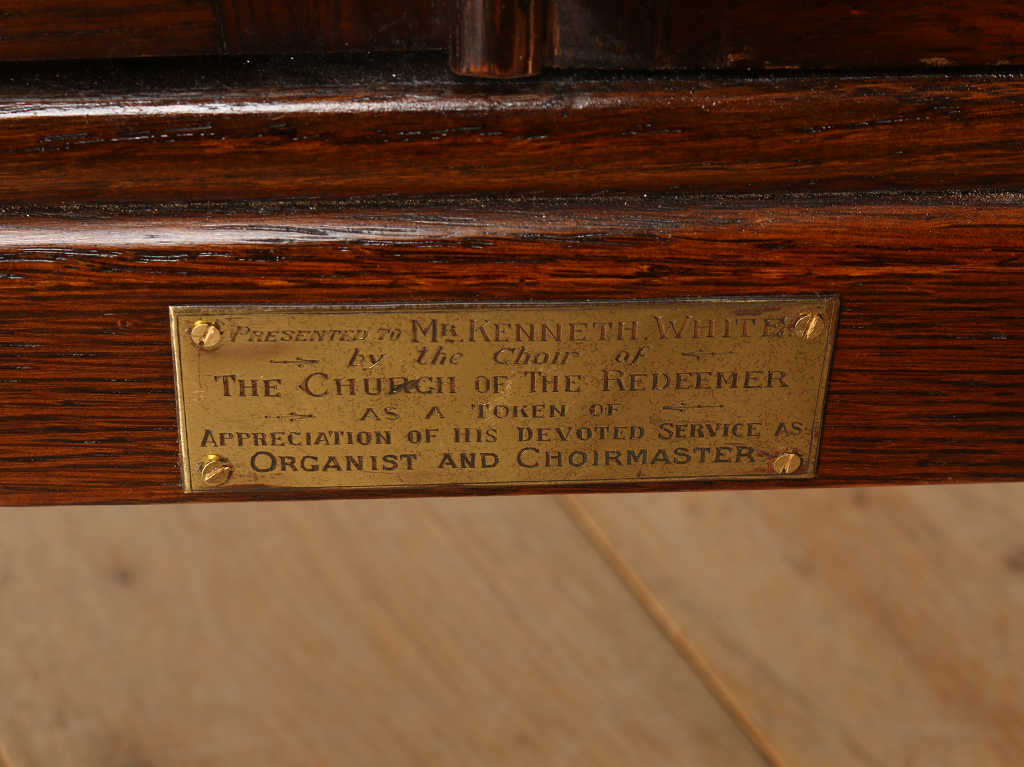 PRESENTED TO MR. KENNETH. WHITE
by the Choir of
THE CHURCH OF THE REDEEMER
AS A TOKEN OF
APPRECIATION OF HIS DEVOTED SERVICE AS
ORGANIST AND CHOIRMASTER